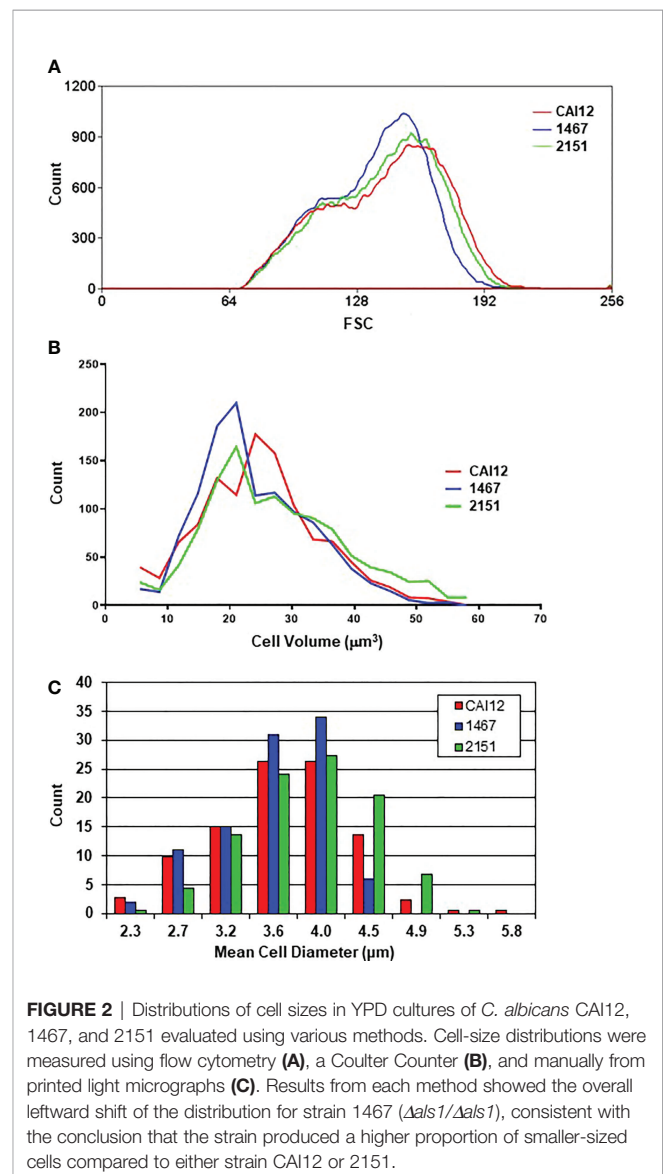 A
1200
900
600
300
0
Count
0 64 128 192 256
FSC
CAI12
1467
2151
B
250
200
150
100
50
0
Count
0 10 20 30 40 50 60 70
Cell Volume (µm³)
CAI12
1467
2151
C
40
35
30
25
20
15
10
5
0
Count
2.3 2.7 3.2 3.6 4.0 4.5 4.9 5.3 5.8
Mean Cell Diameter (µm)
CAI12
1467
2151
FIGURE 2 | Distributions of cell sizes in YPD cultures of C. albicans CAI12,
1467, and 2151 evaluated using various methods. Cell-size distributions were
measured using flow cytometry (A), a Coulter Counter (B), and manually from
printed light micrographs (C). Results from each method showed the overall
leftward shift of the distribution for strain 1467 (Δals1/Δals1), consistent with
the conclusion that the strain produced a higher proportion of smaller-sized
cells compared to either strain CAI12 or 2151.